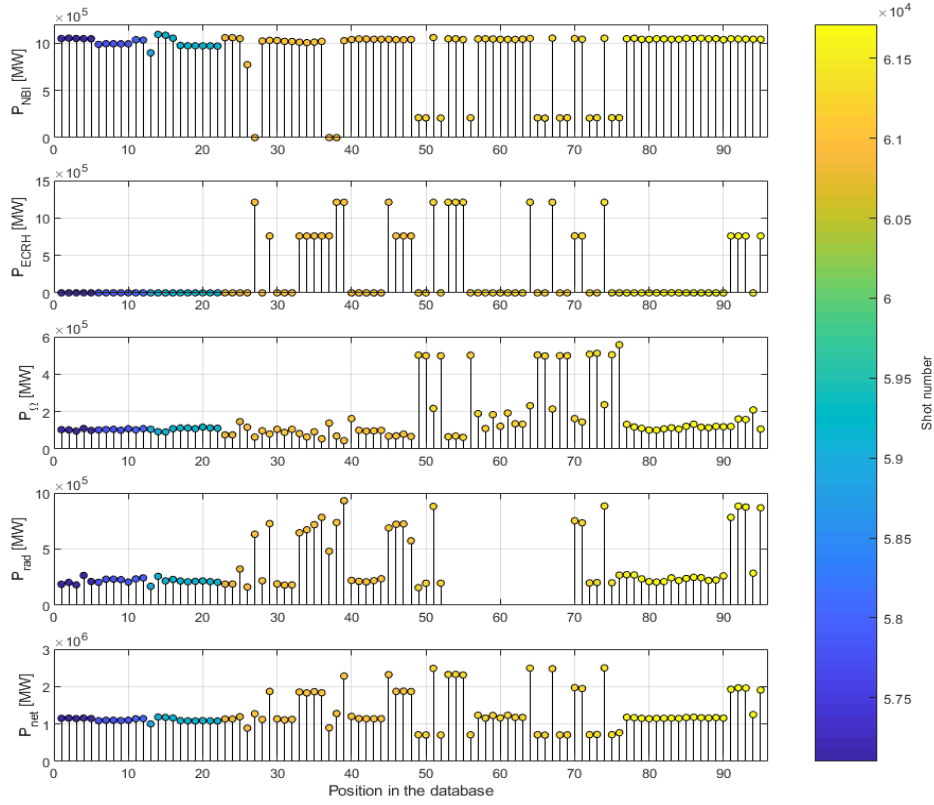 ×10⁵
P_NBI [MW]
10
5
0
0 10 20 30 40 50 60 70 80 90
×10⁵
P_ECRH [MW]
15
10
5
0
0 10 20 30 40 50 60 70 80 90
×10⁵
P_Ω [MW]
6
4
2
0
0 10 20 30 40 50 60 70 80 90
×10⁵
P_rad [MW]
10
5
0
0 10 20 30 40 50 60 70 80 90
×10⁶
P_net [MW]
3
2
1
0
0 10 20 30 40 50 60 70 80 90
Position in the database
×10⁴
6.15
6.1
6.05
6
5.95
5.9
5.85
5.8
5.75
Shot number